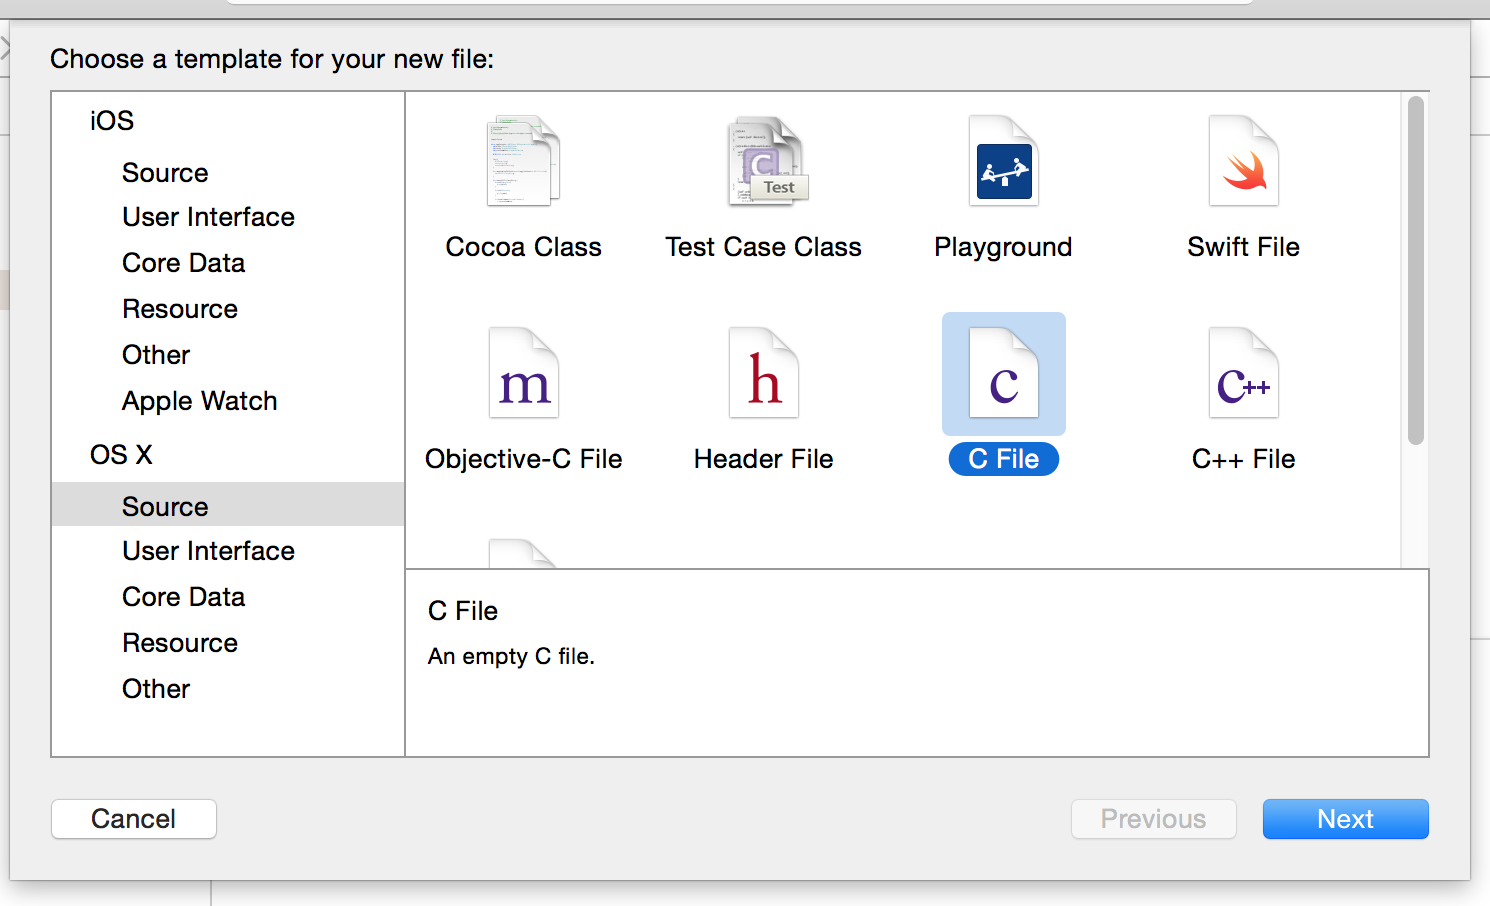 Choose a template for your new file:
iOS
Source
User Interface
Core Data
Resource
Other
Apple Watch
OS X
Source
User Interface
Core Data
Resource
Other
C
Test
Cocoa Class
Test Case Class
Playground
Swift File
m
h
c
C++
Objective-C File
Header File
C File
C++ File
C File
An empty C file.
Cancel
Previous
Next